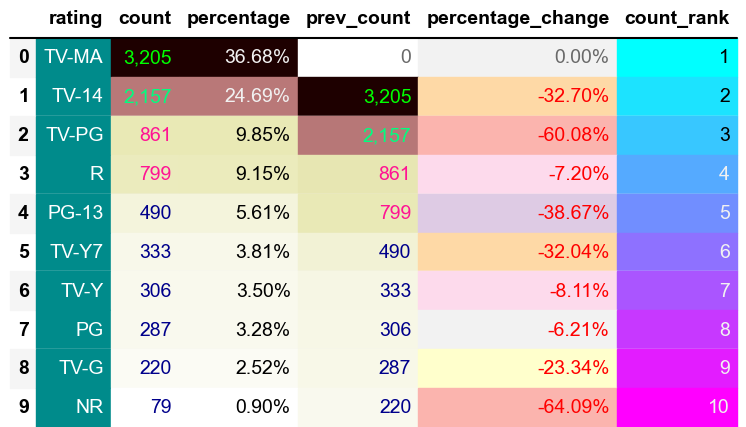 rating count percentage prev_count percentage_change count_rank
0 TV-MA 3,205 36.68% 0 0.00% 1
1 TV-14 2,157 24.69% 3,205 -32.70% 2
2 TV-PG 861 9.85% 2,157 -60.08% 3
3 R 799 9.15% 861 -7.20% 4
4 PG-13 490 5.61% 799 -38.67% 5
5 TV-Y7 333 3.81% 490 -32.04% 6
6 TV-Y 306 3.50% 333 -8.11% 7
7 PG 287 3.28% 306 -6.21% 8
8 TV-G 220 2.52% 287 -23.34% 9
9 NR 79 0.90% 220 -64.09% 10